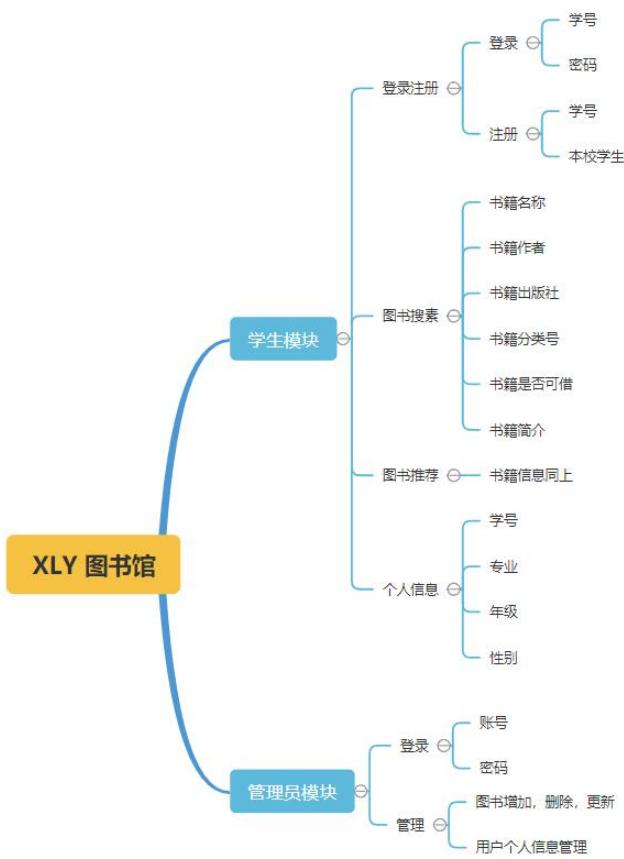 学号
登录
密码
登录注册
学号
注册
本校学生
书籍名称
书籍作者
书籍出版社
图书搜素
书籍分类号
学生模块
书籍是否可借
书籍简介
图书推荐
书籍信息同上
学号
XLY 图书馆
专业
个人信息
年级
性别
账号
登录
密码
管理员模块
图书增加，删除，更新
管理
用户个人信息管理